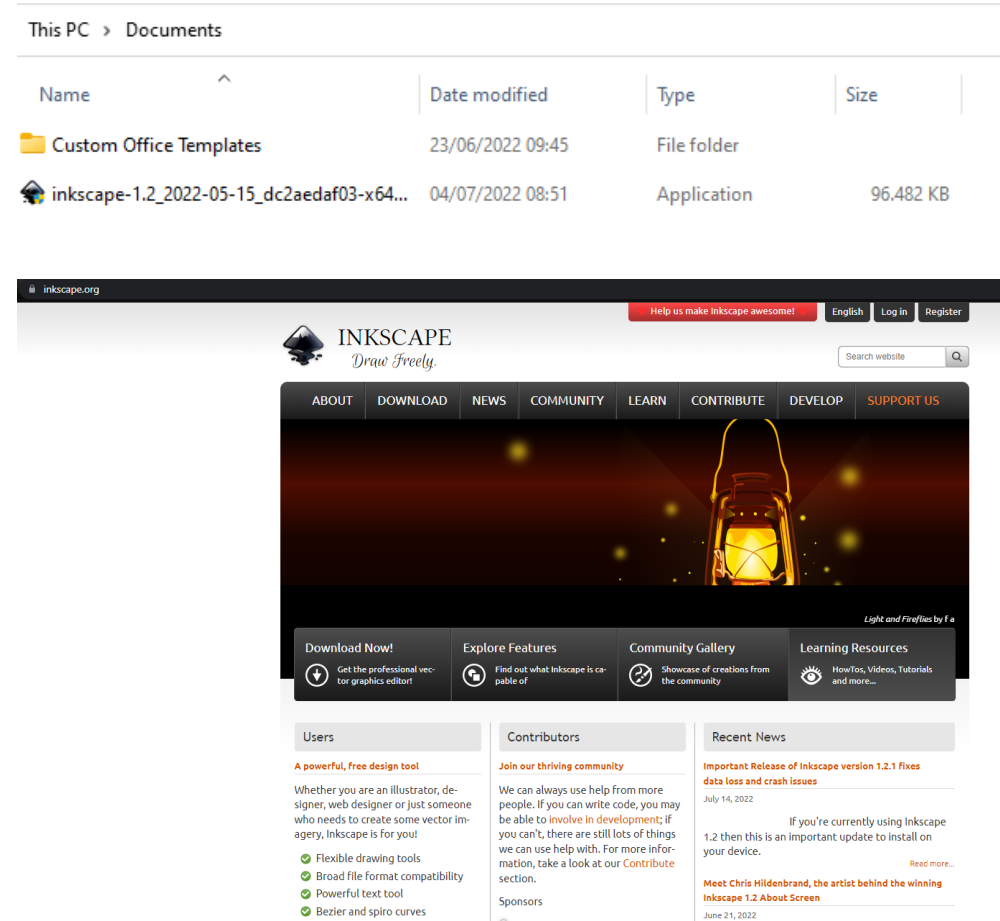 This PC > Documents
Name Date modified Type Size
Custom Office Templates 23/06/2022 09:45 File folder
inkscape-1.2_2022-05-15_dc2aedaf03-x64... 04/07/2022 08:51 Application 96.482 KB
inkscape.org
Help us make Inkscape awesome! English Log in Register
INKSCAPE
Draw Freely.
Search website
ABOUT DOWNLOAD NEWS COMMUNITY LEARN CONTRIBUTE DEVELOP SUPPORT US
Light and Fireflies by f a
Download Now!
Get the professional vec-
tor graphics editor!
Explore Features
Find out what Inkscape is ca-
pable of
Community Gallery
Showcase of creations from
the community
Learning Resources
HowTos, Videos, Tutorials
and more...
Users
A powerful, free design tool
Whether you are an illustrator, de-
signer, web designer or just someone
who needs to create some vector im-
agery, Inkscape is for you!
Flexible drawing tools
Broad file format compatibility
Powerful text tool
Bezier and spiro curves
Contributors
Join our thriving community
We can always use help from more
people. If you can write code, you may
be able to involve in development; if
you can't, there are still lots of things
we can use help with. For more infor-
mation, take a look at our Contribute
section.
Sponsors
Recent News
Important Release of Inkscape version 1.2.1 fixes
data loss and crash issues
July 14, 2022
If you're currently using Inkscape
1.2 then this is an important update to install on
your device.
Read more...
Meet Chris Hildenbrand, the artist behind the winning
Inkscape 1.2 About Screen
June 21, 2022